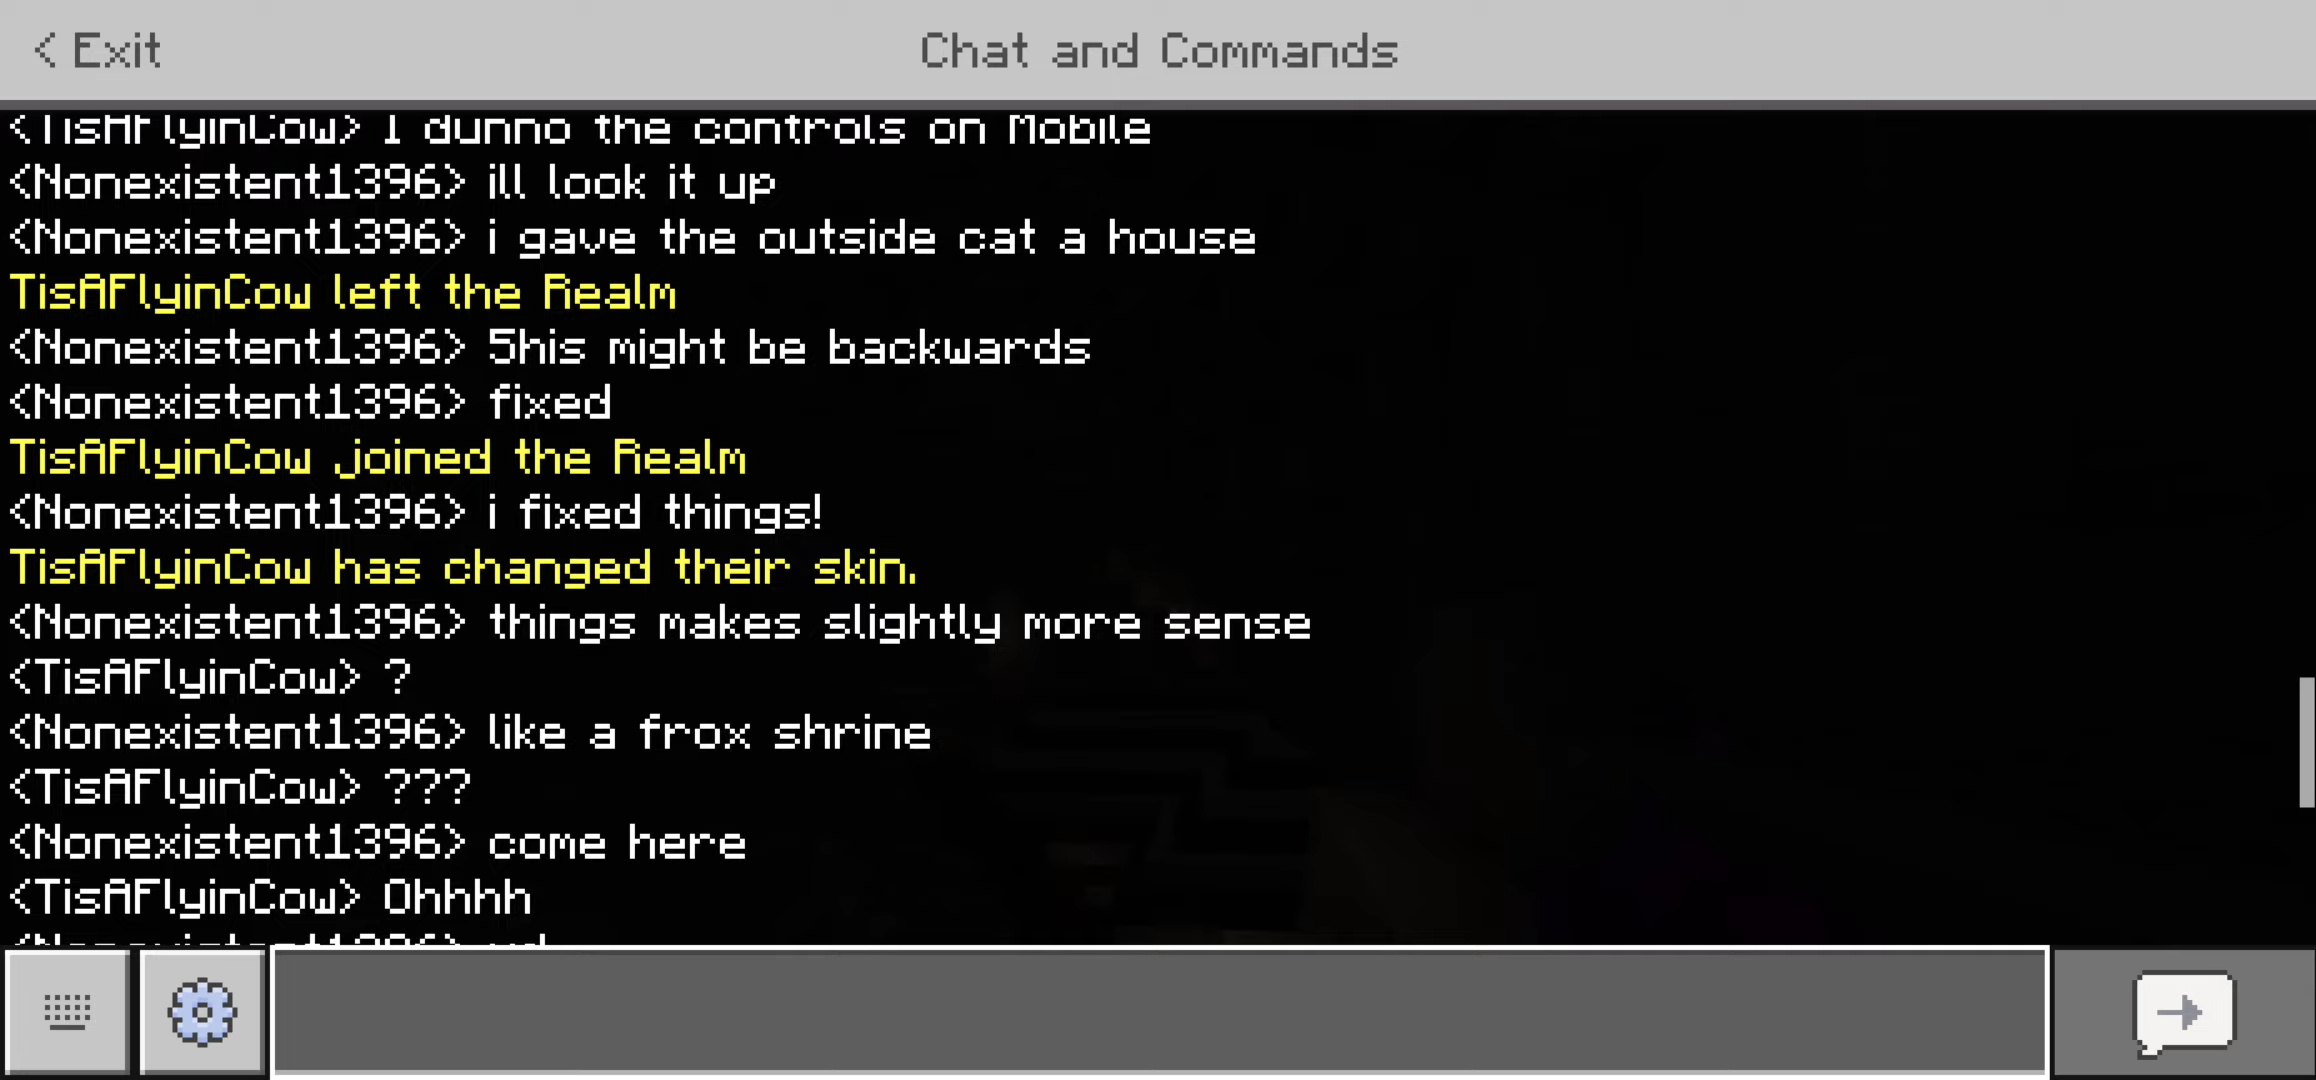 < Exit
Chat and Commands
<TisAFlyinCow> I dunno the controls on Mobile
<Nonexistent1396> ill look it up
<Nonexistent1396> i gave the outside cat a house
TisAFlyinCow left the Realm
<Nonexistent1396> 5his might be backwards
<Nonexistent1396> fixed
TisAFlyinCow joined the Realm
<Nonexistent1396> i fixed things!
TisAFlyinCow has changed their skin.
<Nonexistent1396> things makes slightly more sense
<TisAFlyinCow> ?
<Nonexistent1396> like a frox shrine
<TisAFlyinCow> ???
<Nonexistent1396> come here
<TisAFlyinCow> Ohhhh
<Nonexistent1396>